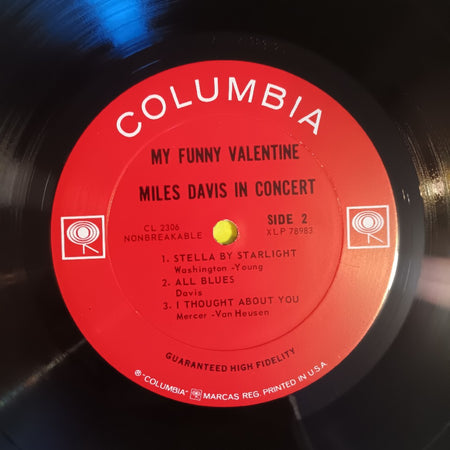 COLUMBIA
MY FUNNY VALENTINE
MILES DAVIS IN CONCERT
CL 2306
NONBREAKABLE
SIDE 2
XLP 78983
1. STELLA BY STARLIGHT
Washington -Young
2. ALL BLUES
Davis
3. I THOUGHT ABOUT YOU
Mercer -Van Heusen
GUARANTEED HIGH FIDELITY
® "COLUMBIA" MARCAS REG. PRINTED IN U.S.A.